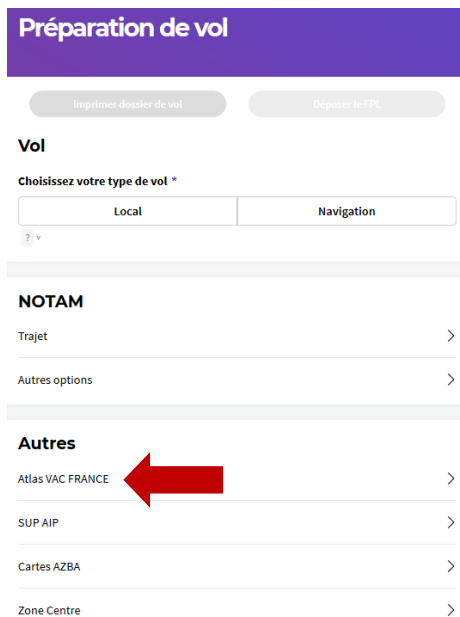 Préparation de vol
Imprimer dossier de vol
Déposer le FPL
Vol
Choisissez votre type de vol *
Local
Navigation
?
NOTAM
Trajet
Autres options
Autres
Atlas VAC FRANCE
SUP AIP
Cartes AZBA
Zone Centre